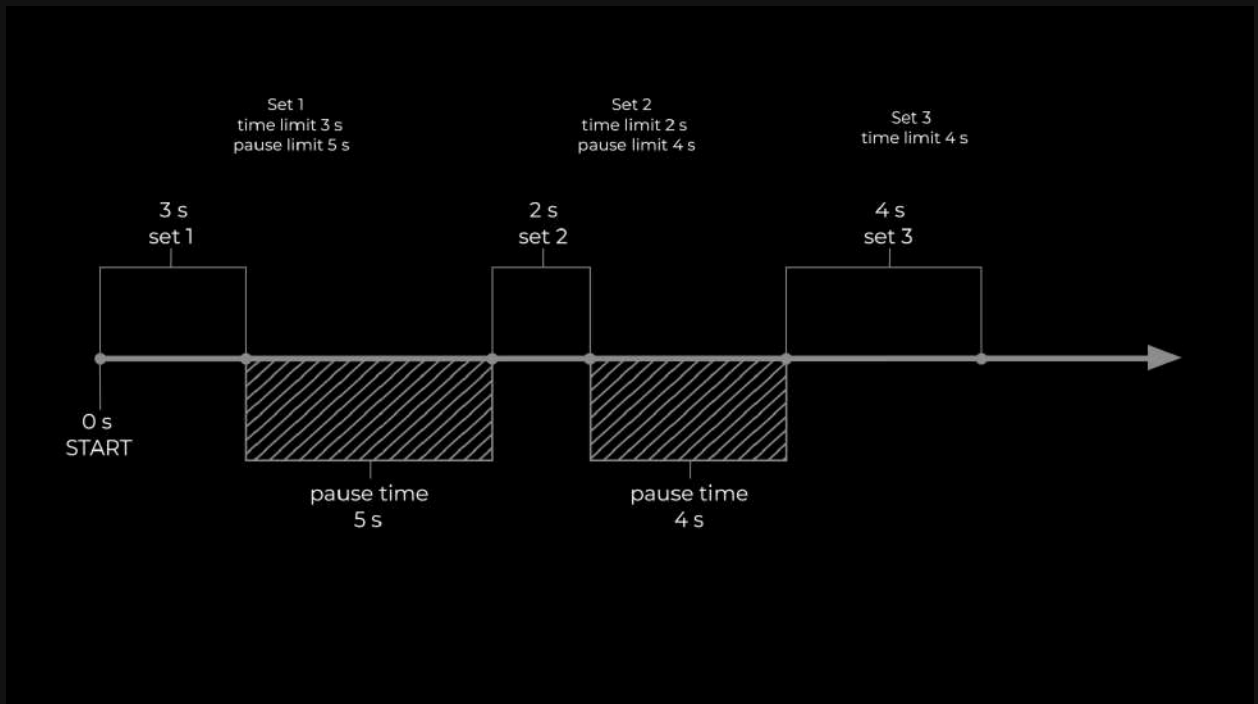 Set 1
time limit 3 s
pause limit 5 s
Set 2
time limit 2 s
pause limit 4 s
Set 3
time limit 4 s
3 s
set 1
2 s
set 2
4 s
set 3
0 s
START
pause time
5 s
pause time
4 s